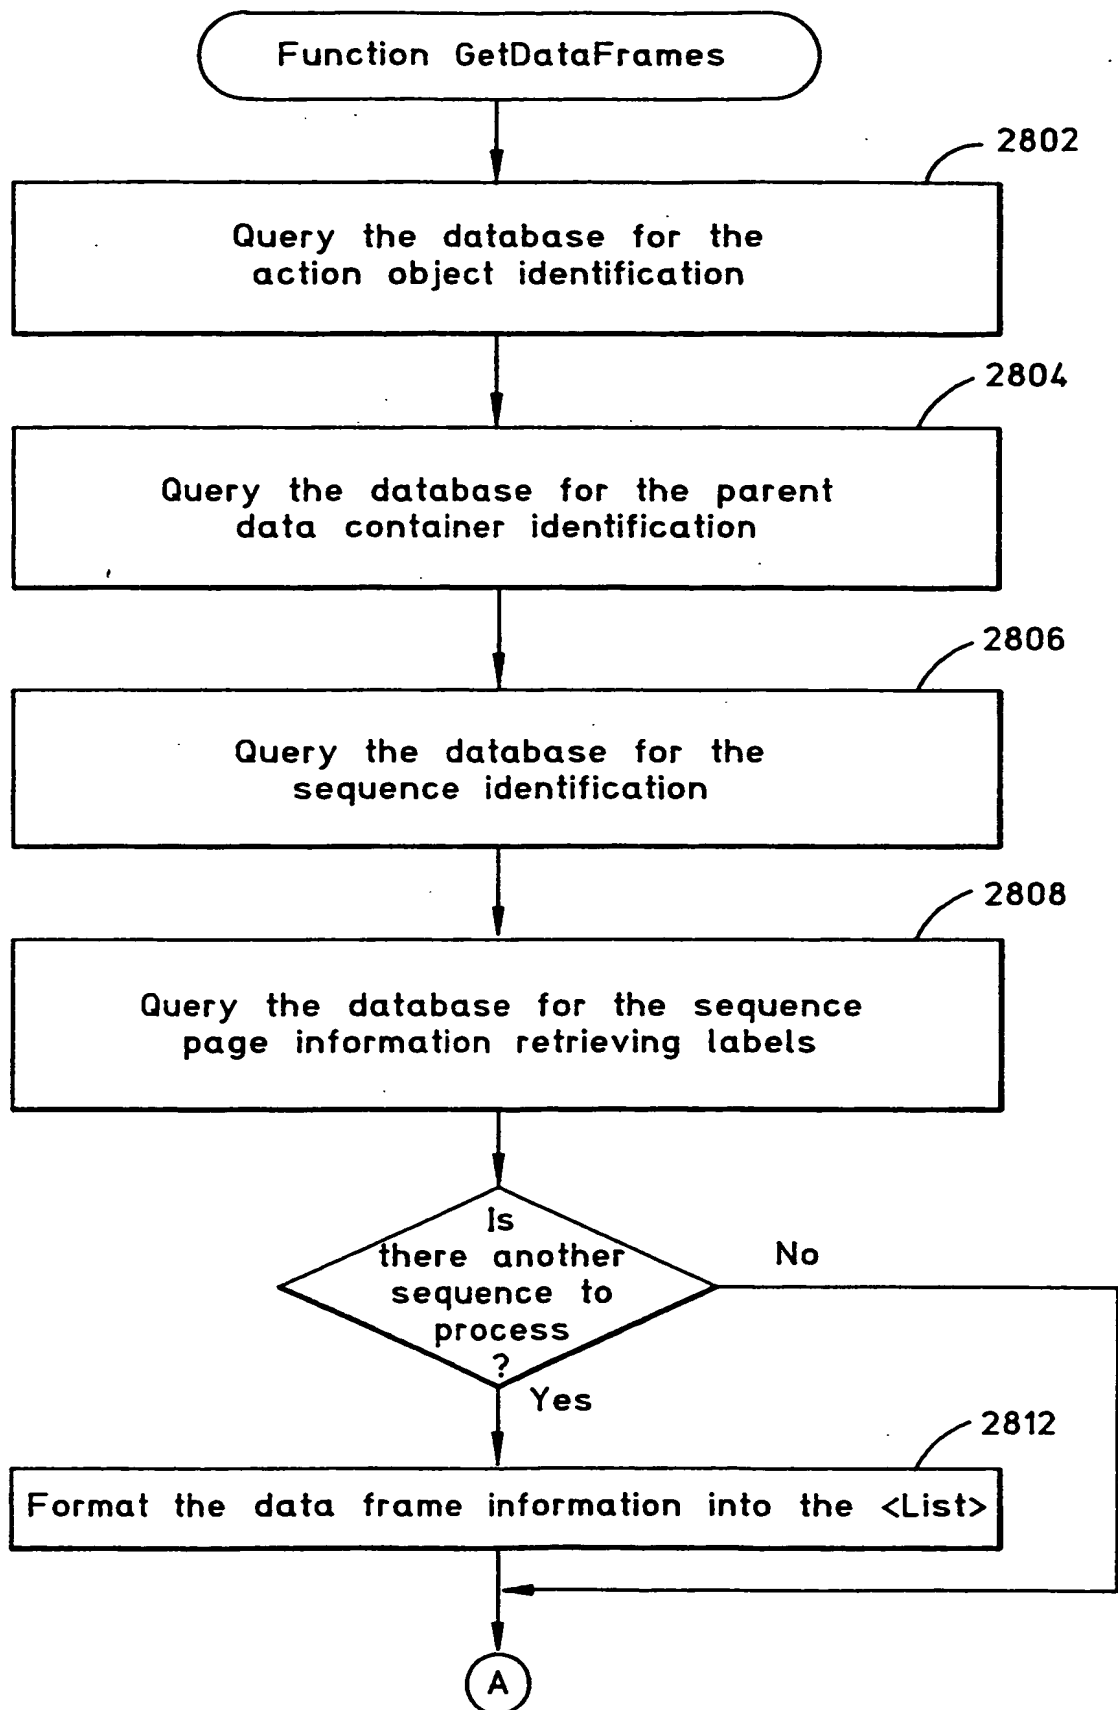 Function GetDataFrames
2802
Query the database for the
action object identification
2804
Query the database for the parent
data container identification
2806
Query the database for the
sequence identification
2808
Query the database for the sequence
page information retrieving labels
Is
there another
sequence to
process
?
No
Yes
2812
Format the data frame information into the <List>
A